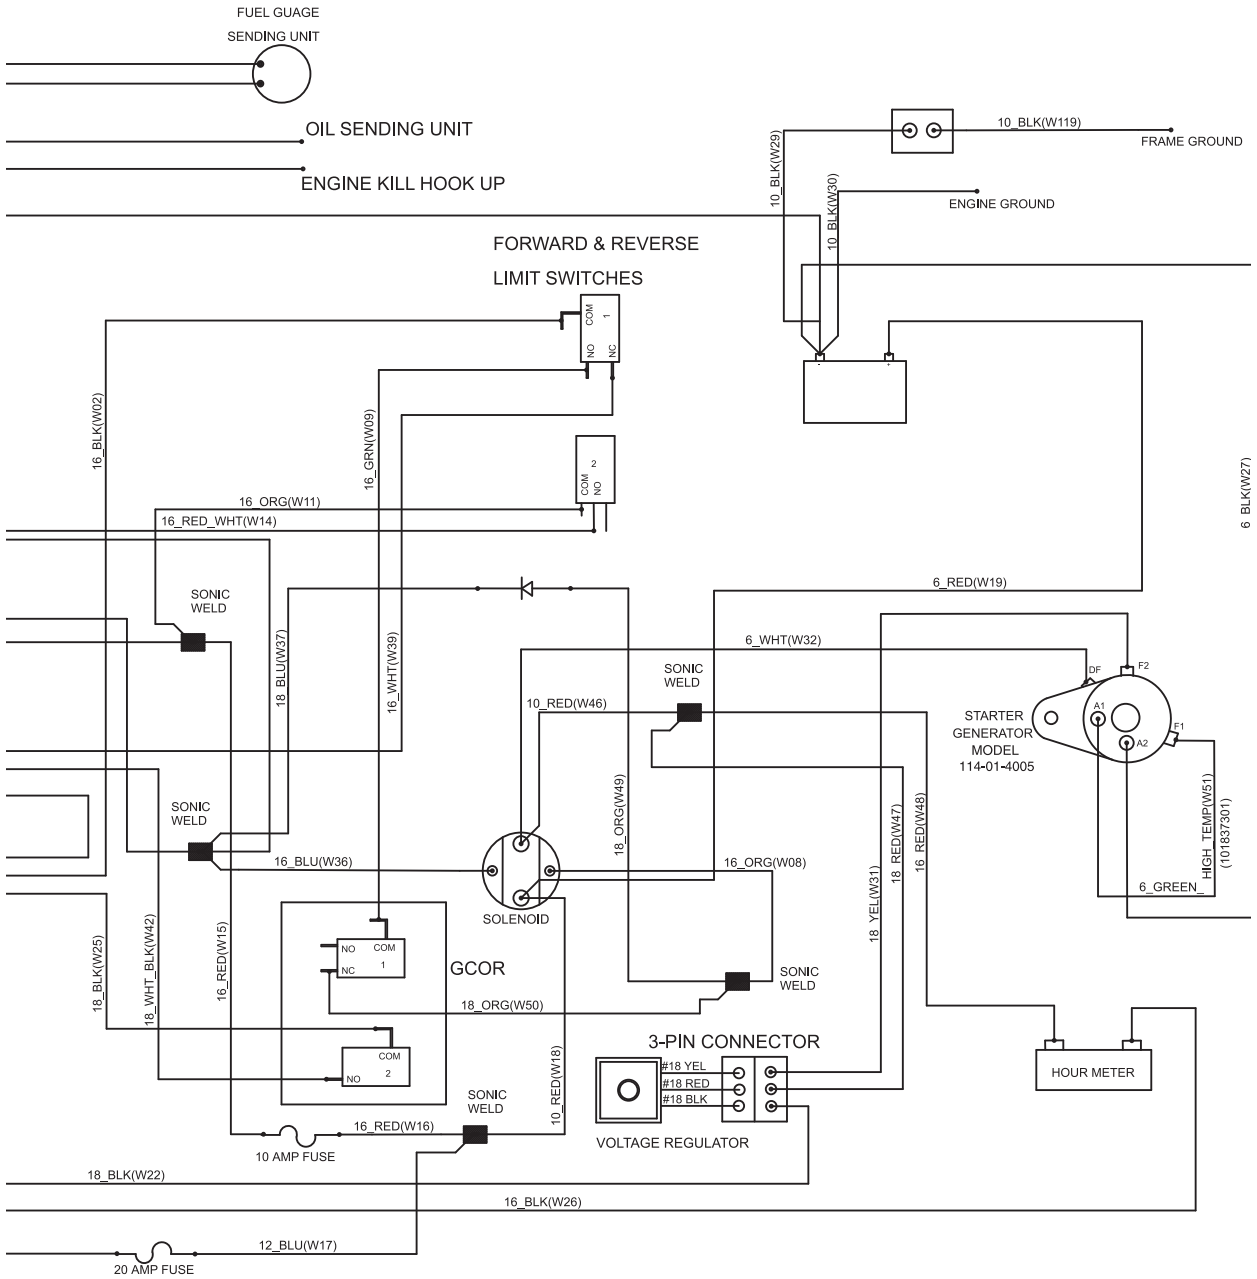 FUEL GUAGE
SENDING UNIT
OIL SENDING UNIT
ENGINE KILL HOOK UP
10_BLK(W119)
FRAME GROUND
10_BLK(W29)
10_BLK(W30)
ENGINE GROUND
FORWARD & REVERSE
LIMIT SWITCHES
COM
1
NO
NC
-
+
16_BLK(W02)
16_GRN(W09)
2
COM
NO
6_BLK(W27)
16_ORG(W11)
16_RED_WHT(W14)
SONIC
WELD
18_BLU(W37)
16_WHT(W39)
6_RED(W19)
6_WHT(W32)
SONIC
WELD
DF
F2
A1
A2
F1
STARTER
GENERATOR
MODEL
114-01-4005
10_RED(W46)
18_ORG(W49)
SONIC
WELD
16_BLU(W36)
16_ORG(W08)
SOLENOID
18_YEL(W31)
18_RED(W47)
16_RED(W48)
HIGH_TEMP(W51)
(101837301)
6_GREEN_
18_BLK(W25)
18_WHT_BLK(W42)
16_RED(W15)
NO
COM
NC
1
GCOR
SONIC
WELD
18_ORG(W50)
COM
NO
2
10_RED(W18)
3-PIN CONNECTOR
#18 YEL
#18 RED
#18 BLK
VOLTAGE REGULATOR
HOUR METER
SONIC
WELD
16_RED(W16)
10 AMP FUSE
18_BLK(W22)
16_BLK(W26)
12_BLU(W17)
20 AMP FUSE